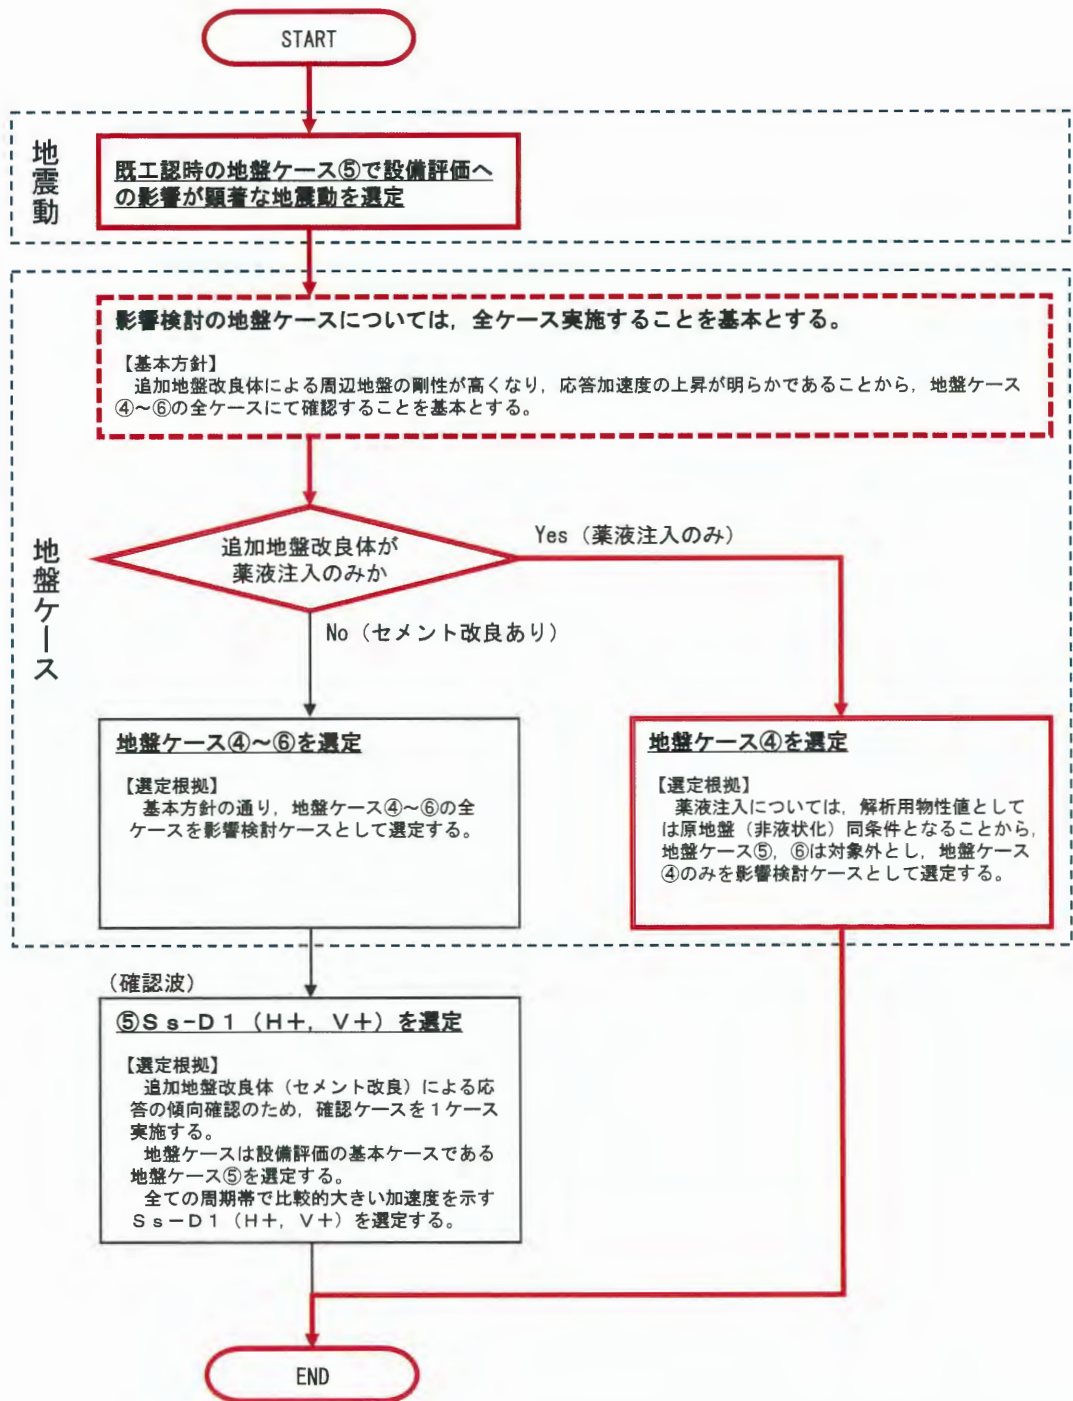 START
地震動
既工認時の地盤ケース⑤で設備評価へ
の影響が顕著な地震動を選定
影響検討の地盤ケースについては，全ケース実施することを基本とする。
【基本方針】
追加地盤改良体による周辺地盤の剛性が高くなり，応答加速度の上昇が明らかであることから，地盤ケース
④～⑥の全ケースにて確認することを基本とする。
地盤ケース
追加地盤改良体が
薬液注入のみか
Yes（薬液注入のみ）
No（セメント改良あり）
地盤ケース④～⑥を選定
【選定根拠】
基本方針の通り，地盤ケース④～⑥の全
ケースを影響検討ケースとして選定する。
地盤ケース④を選定
【選定根拠】
薬液注入については，解析用物性値として
は原地盤（非液状化）同条件となることから，
地盤ケース⑤，⑥は対象外とし，地盤ケース
④のみを影響検討ケースとして選定する。
（確認波）
⑤Ｓｓ-Ｄ１（Ｈ＋，Ｖ＋）を選定
【選定根拠】
追加地盤改良体（セメント改良）による応
答の傾向確認のため，確認ケースを１ケース
実施する。
地盤ケースは設備評価の基本ケースである
地盤ケース⑤を選定する。
全ての周期帯で比較的大きい加速度を示す
Ｓｓ-Ｄ１（Ｈ＋，Ｖ＋）を選定する。
END